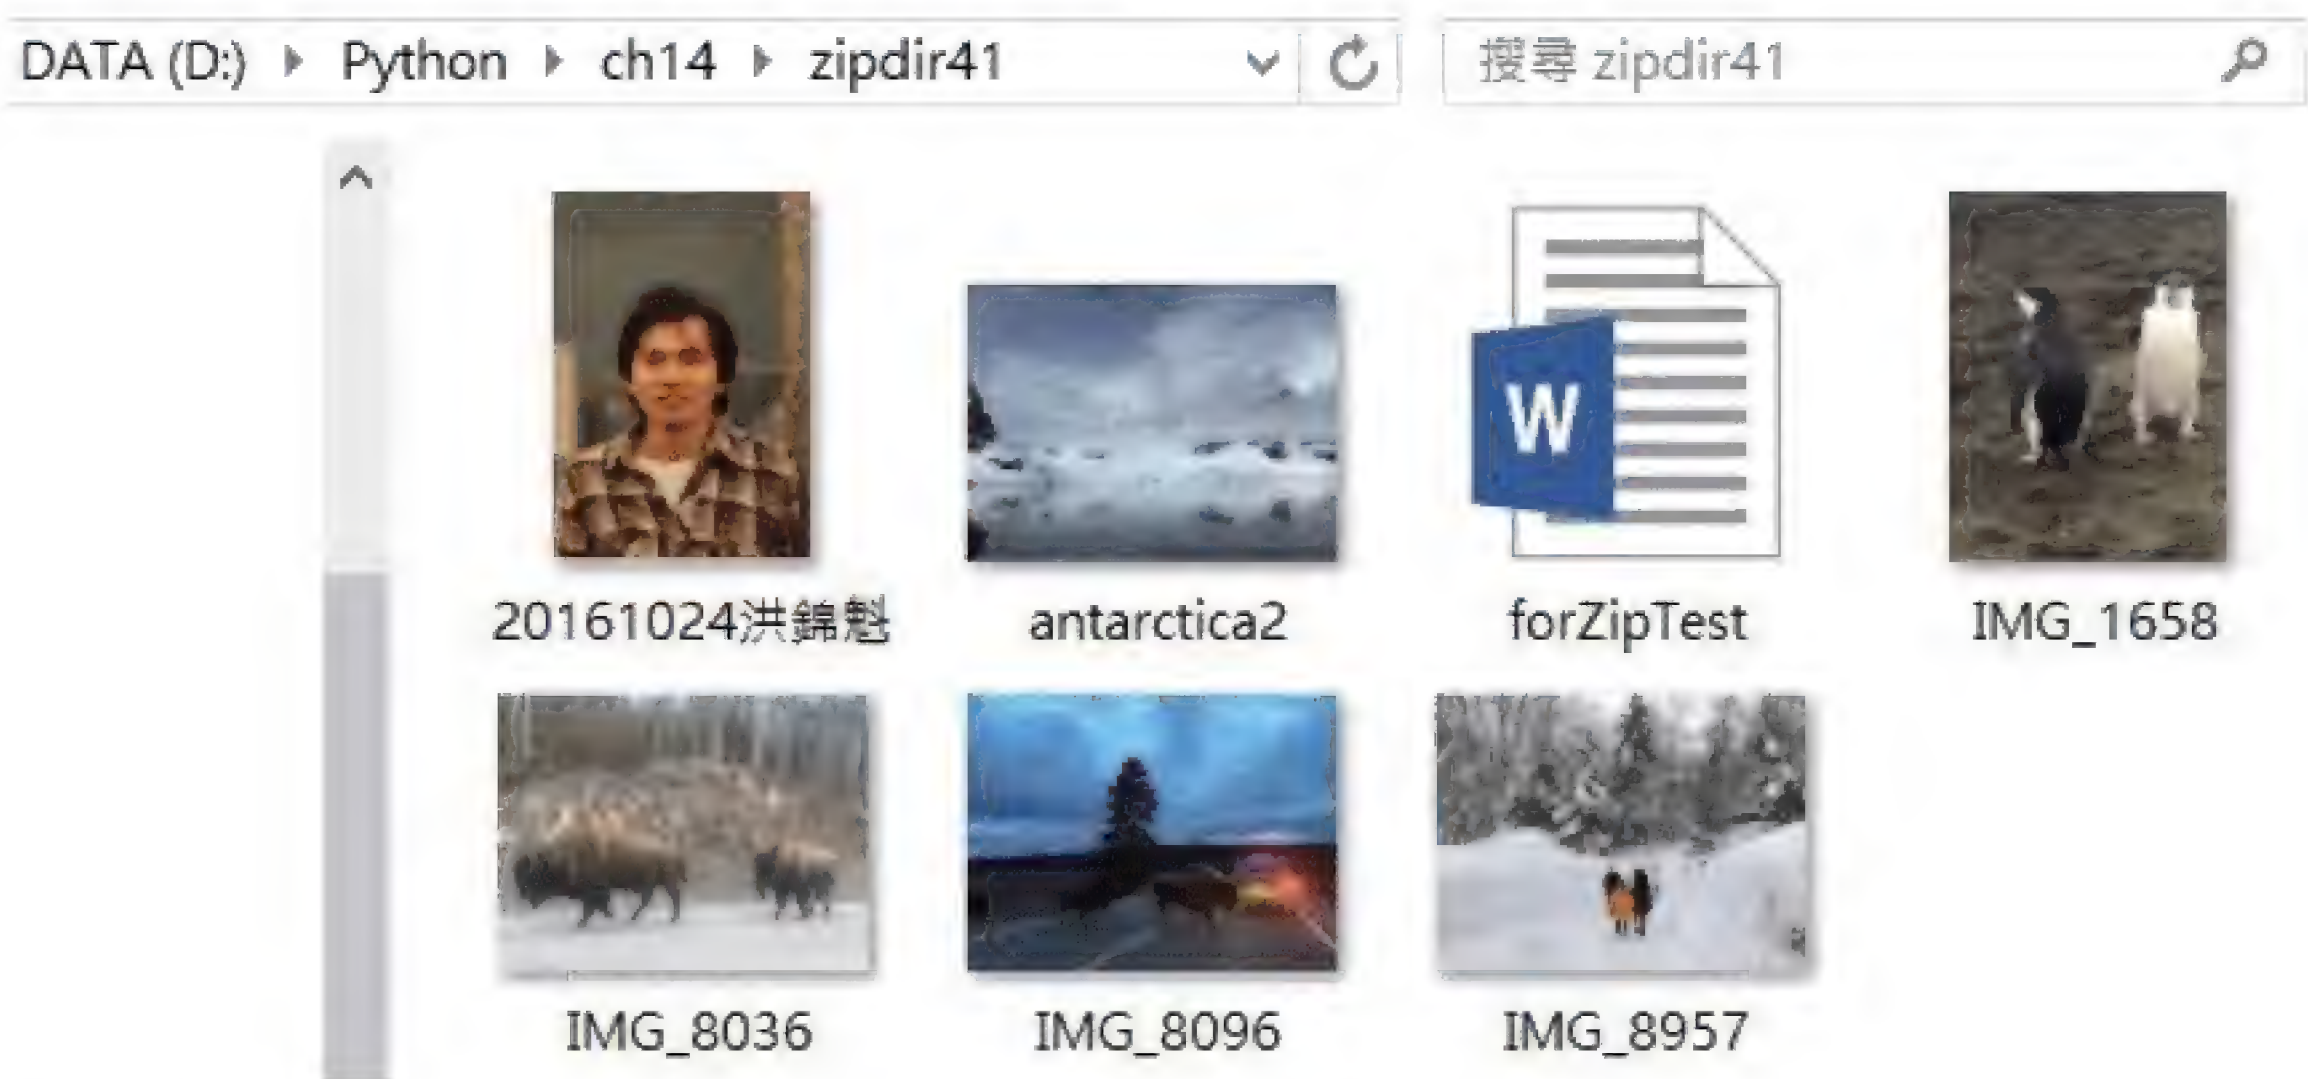 DATA (D:) Python ch14 zipdir41 搜尋 zipdir41
W
20161024洪錦魁 antarctica2 forZipTest IMG_1658
IMG_8036 IMG_8096 IMG_8957